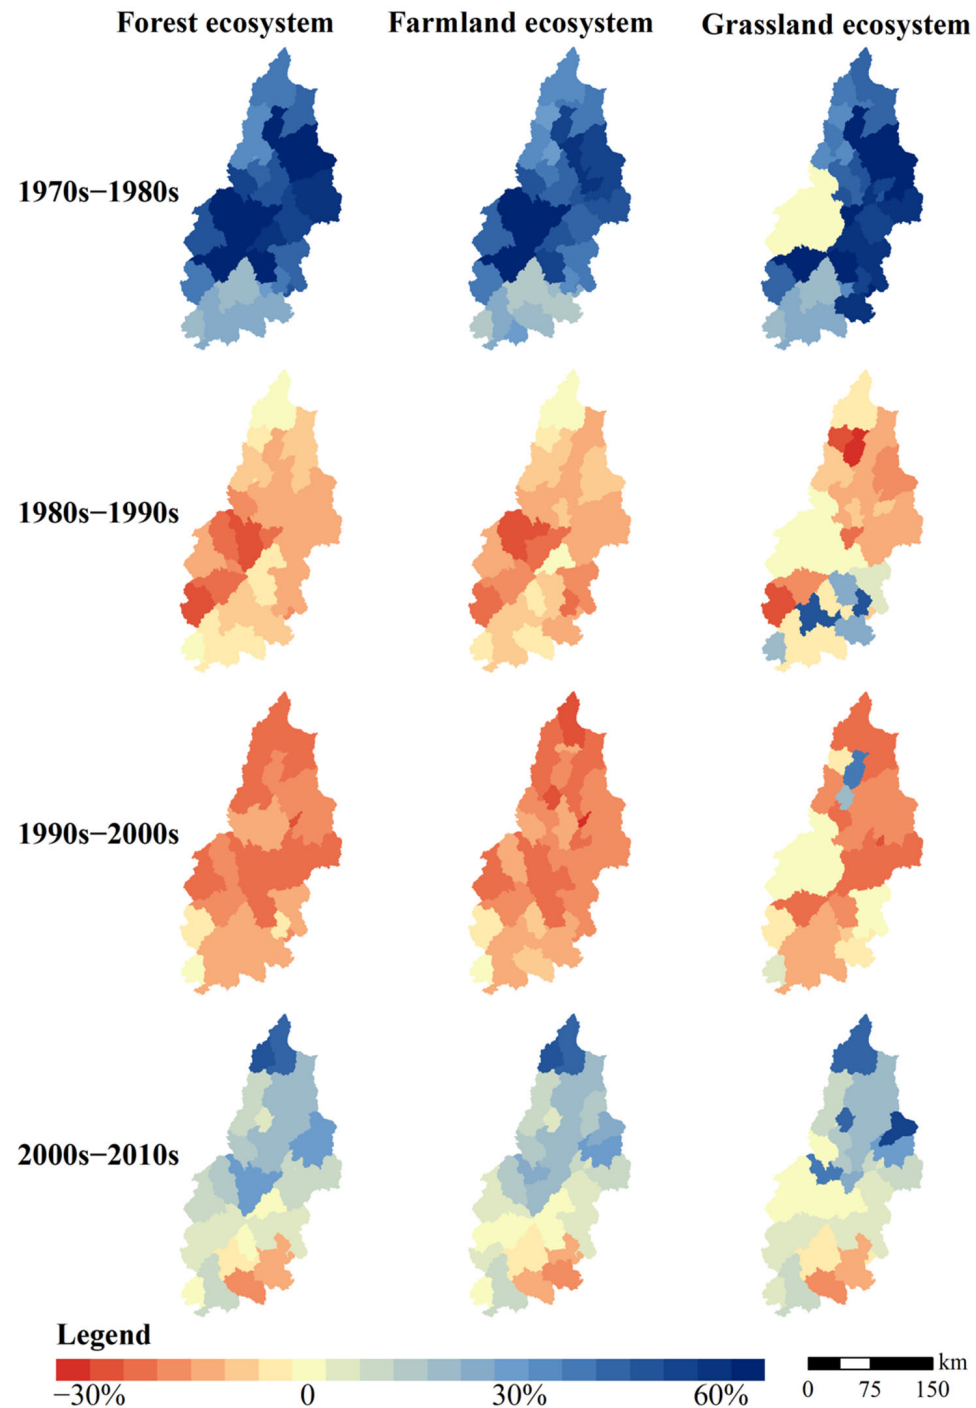 Forest ecosystem Farmland ecosystem Grassland ecosystem
1970s−1980s
1980s−1990s
1990s−2000s
2000s−2010s
Legend
−30% 0 30% 60%
km
0 75 150